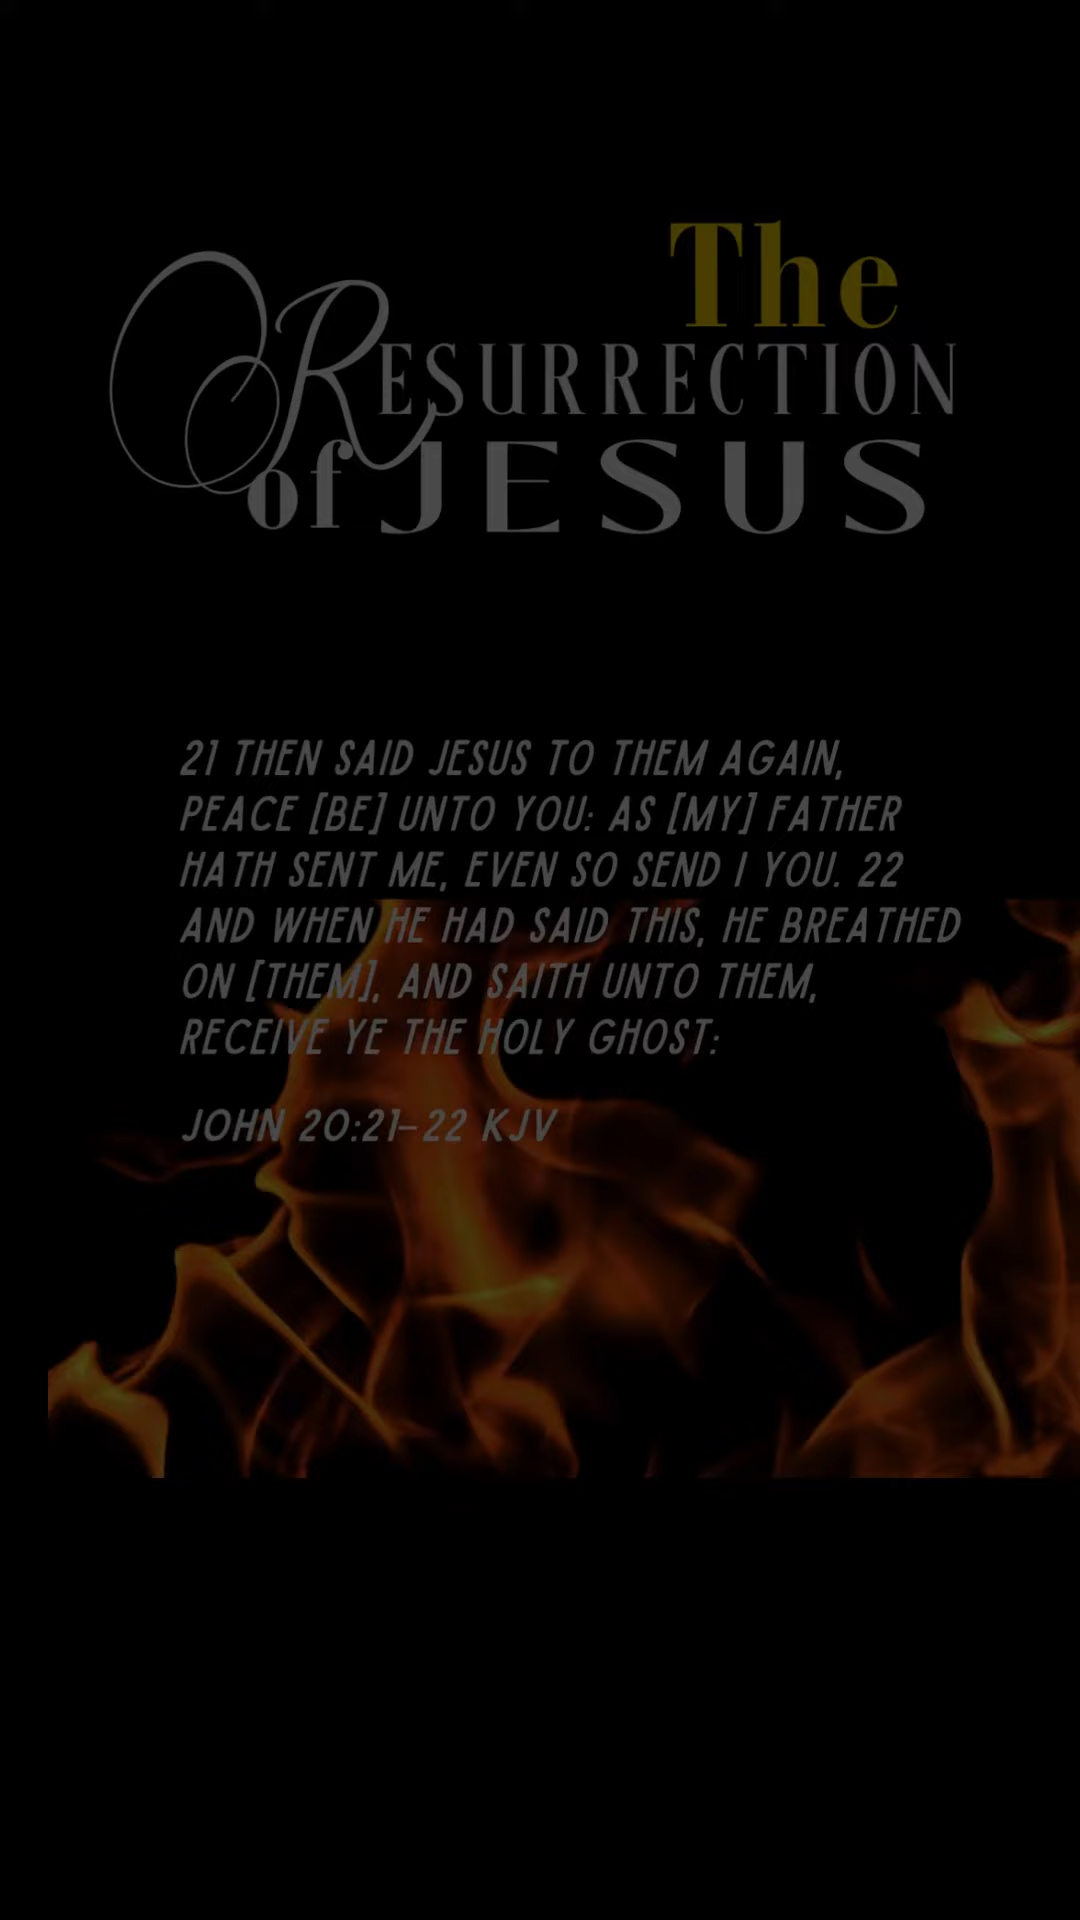 The
RESURRECTION
of JESUS
21 THEN SAID JESUS TO THEM AGAIN,
PEACE [BE] UNTO YOU: AS [MY] FATHER
HATH SENT ME, EVEN SO SEND I YOU. 22
AND WHEN HE HAD SAID THIS, HE BREATHED
ON [THEM], AND SAITH UNTO THEM,
RECEIVE YE THE HOLY GHOST:
JOHN 20:21-22 KJV